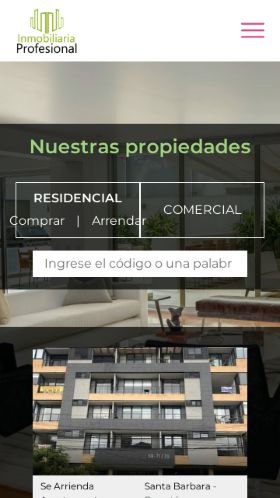 Inmobiliaria
Profesional
Nuestras propiedades
RESIDENCIAL
Comprar | Arrendar
COMERCIAL
Ingrese el código o una palabr
Se Arrienda
Santa Barbara -